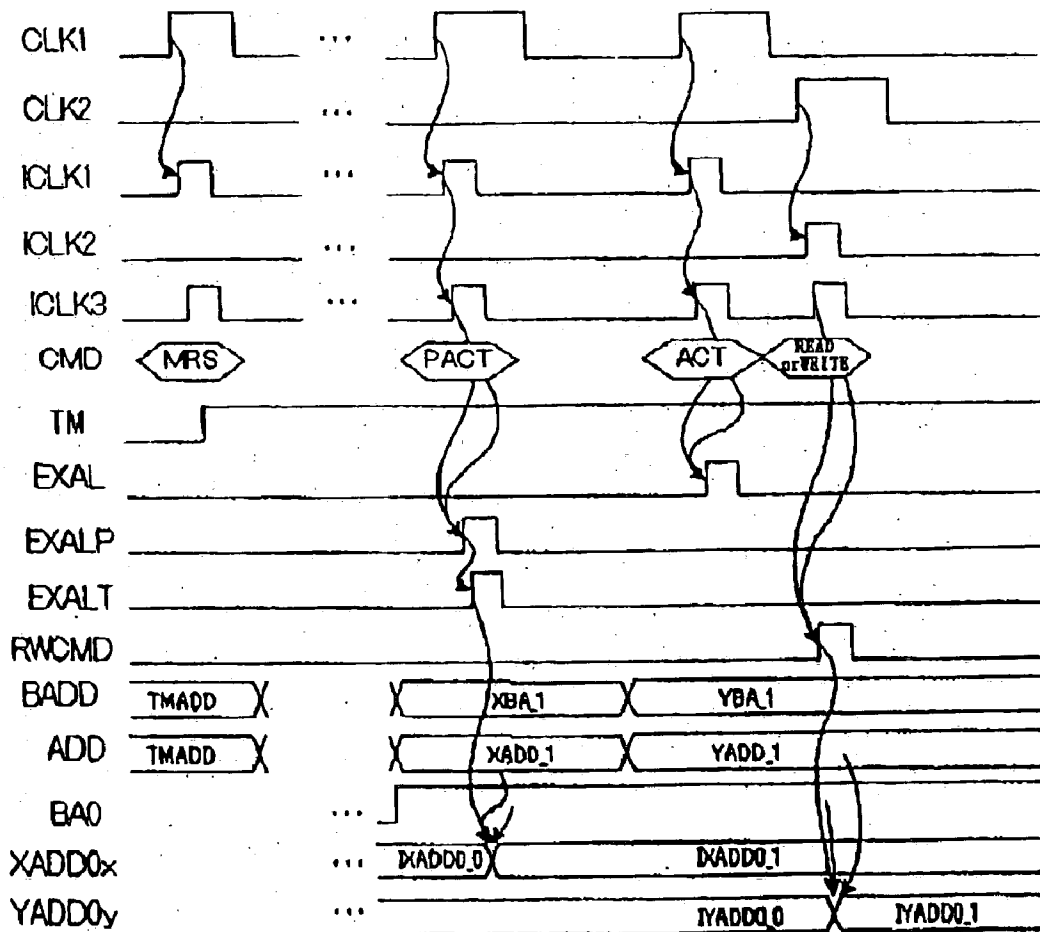 CLK1 ...
CLK2 ...
ICLK1 ...
ICLK2 ...
ICLK3 ...
CMD MRS PACT ACT READ orWRITE
TM
EXAL
EXALP
EXALT
RWCMD
BADD TMADD XBA_1 YBA_1
ADD TMADD XADD_1 YADD_1
BA0 ...
XADD0x ... IXADD0_0 IXADD0_1
YADD0y ... IYADD0_0 IYADD0_1